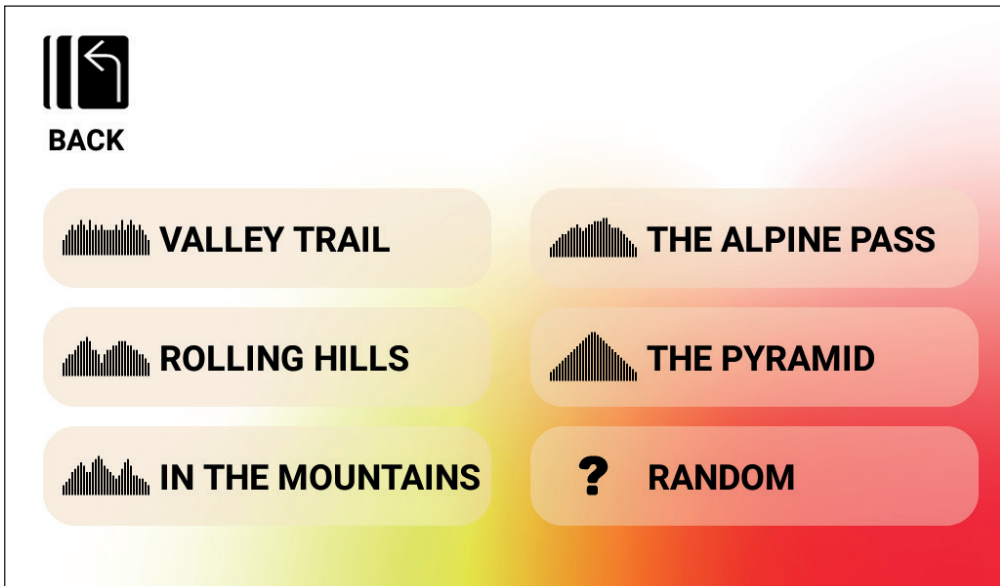 BACK
VALLEY TRAIL
THE ALPINE PASS
ROLLING HILLS
THE PYRAMID
IN THE MOUNTAINS
? RANDOM